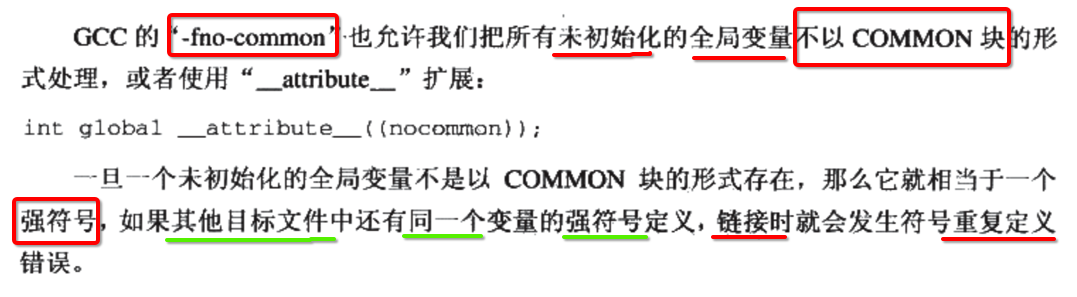 GCC 的“-fno-common”也允许我们把所有未初始化的全局变量不以 COMMON 块的形
式处理，或者使用“__attribute__”扩展：
int global __attribute__((nocommon));
一旦一个未初始化的全局变量不是以 COMMON 块的形式存在，那么它就相当于一个
强符号，如果其他目标文件中还有同一个变量的强符号定义，链接时就会发生符号重复定义
错误。